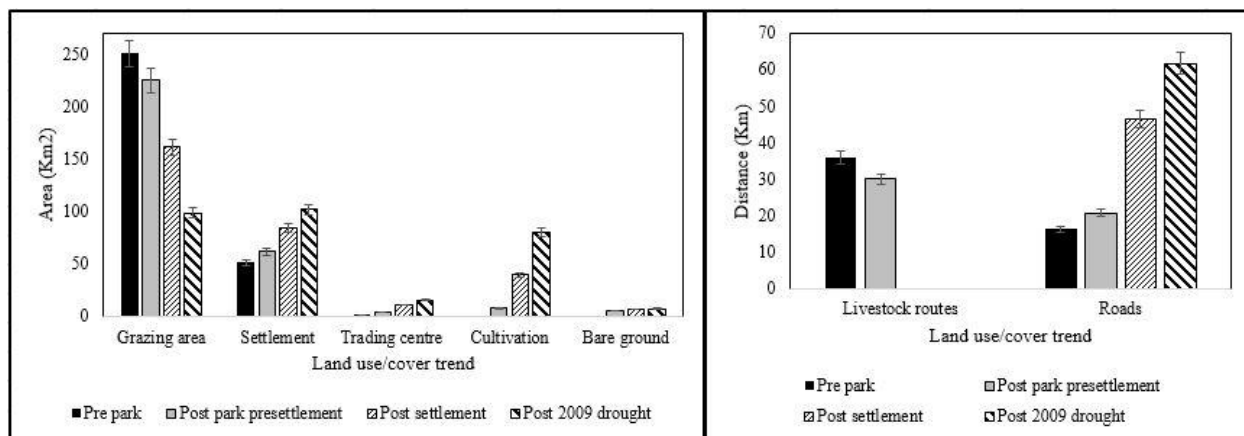 250
200
150
100
50
0
Area (Km2)
Grazing area Settlement Trading centre Cultivation Bare ground
Land use/cover trend
Pre park Post park presettlement Post settlement Post 2009 drought
70
60
50
40
30
20
10
0
Distance (Km)
Livestock routes Roads
Land use/cover trend
Pre park Post park presettlement
Post settlement Post 2009 drought